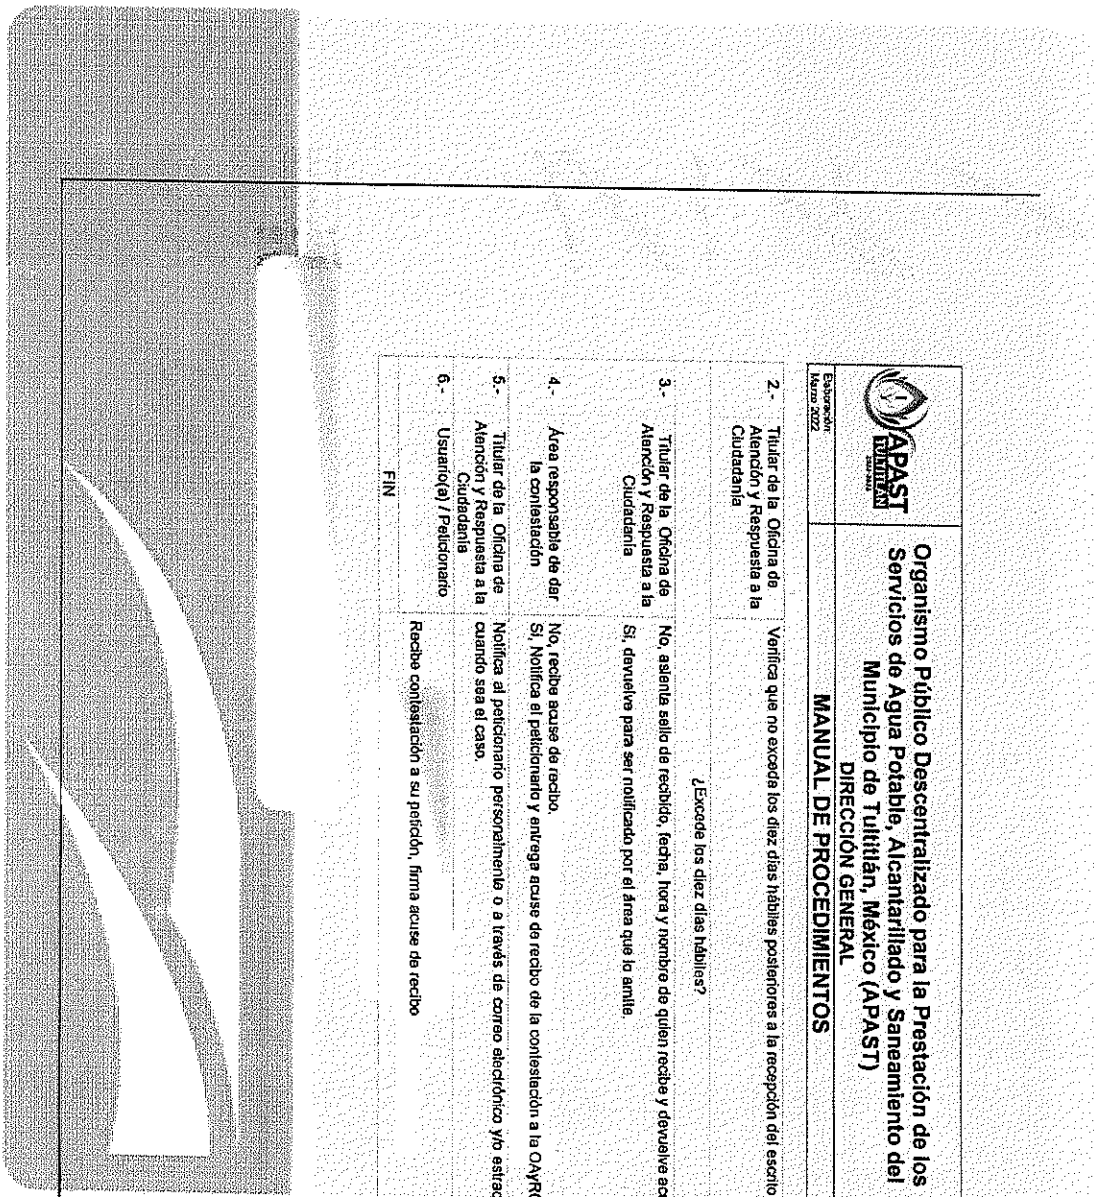 APAST
TULTITLÁN
Organismo Público Descentralizado para la Prestación de los
Servicios de Agua Potable, Alcantarillado y Saneamiento del
Municipio de Tultitlán, México (APAST)
DIRECCIÓN GENERAL
Elaboración:
Marzo 2022
MANUAL DE PROCEDIMIENTOS
2.- Titular de la Oficina de
Atención y Respuesta a la
Ciudadanía
Verifica que no exceda los diez días hábiles posteriores a la recepción del escrito
¿Excede los diez días hábiles?
3.- Titular de la Oficina de
Atención y Respuesta a la
Ciudadanía
No, asienta sello de recibido, fecha, hora y nombre de quien recibe y devuelve
Si, devuelve para ser notificado por el área que lo emite.
4.- Área responsable de dar
la contestación
No, recibe acuse de recibo.
Si, Notifica el peticionario y entrega acuse de recibo de la contestación a la
5.- Titular de la Oficina de
Atención y Respuesta a la
Ciudadanía
Notifica al peticionario personalmente o a través de correo electrónico y/o
cuando sea el caso.
6.- Usuario(a) / Peticionario
Recibe contestación a su petición, firma acuse de recibo
FIN